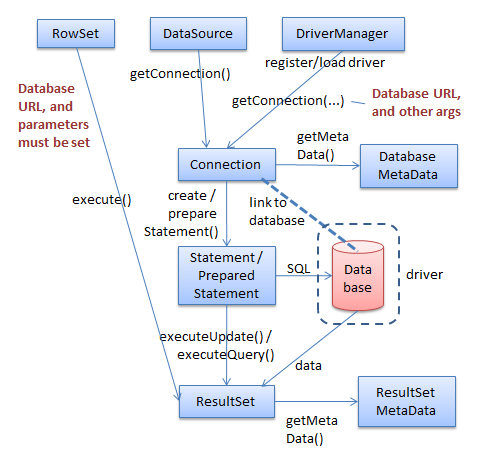 RowSet
DataSource
DriverManager
register/load driver
getConnection()
Database
URL, and
parameters
must be set
getConnection(...)
Database URL,
and other args
getMeta
Data()
Connection
Database
MetaData
execute()
create /
prepare
Statement()
link to
database
Statement /
Prepared
Statement
SQL
Data
base
driver
executeUpdate() /
executeQuery()
data
ResultSet
ResultSet
MetaData
getMeta
Data()